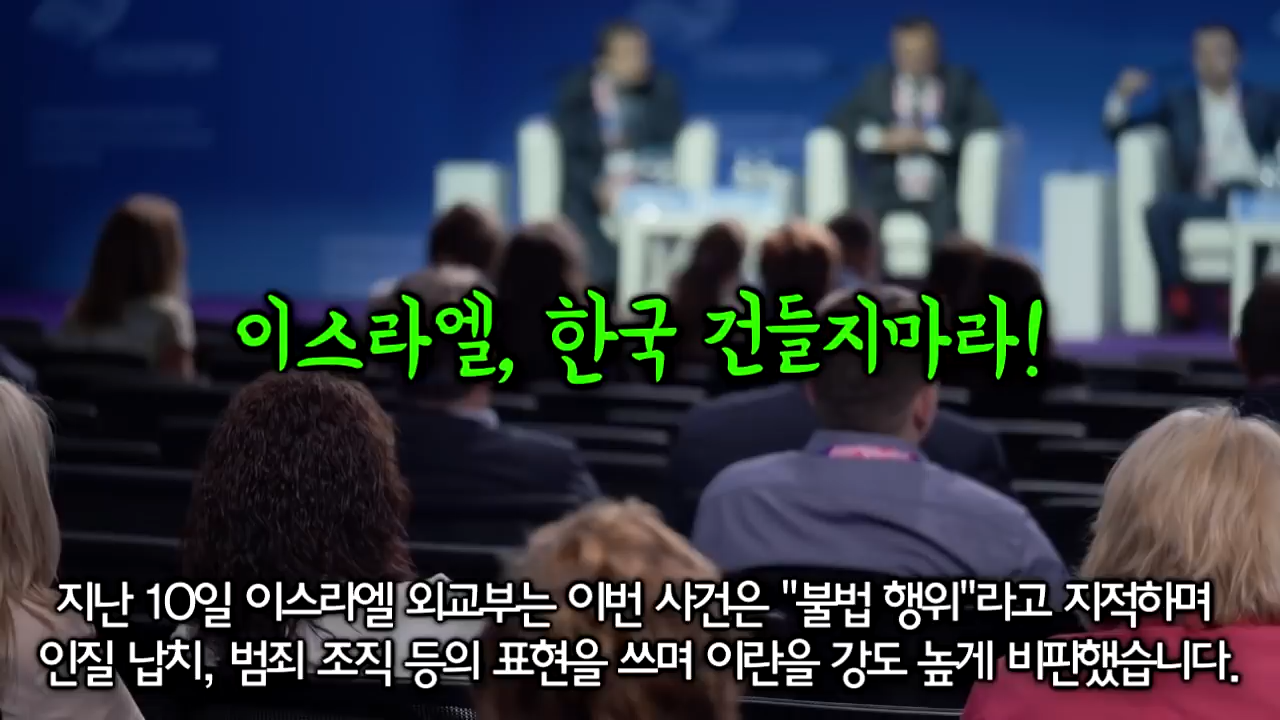 이스라엘, 한국 건들지마라!
지난 10일 이스라엘 외교부는 이번 사건은 "불법 행위"라고 지적하며
인질 납치, 범죄 조직 등의 표현을 쓰며 이란을 강도 높게 비판했습니다.